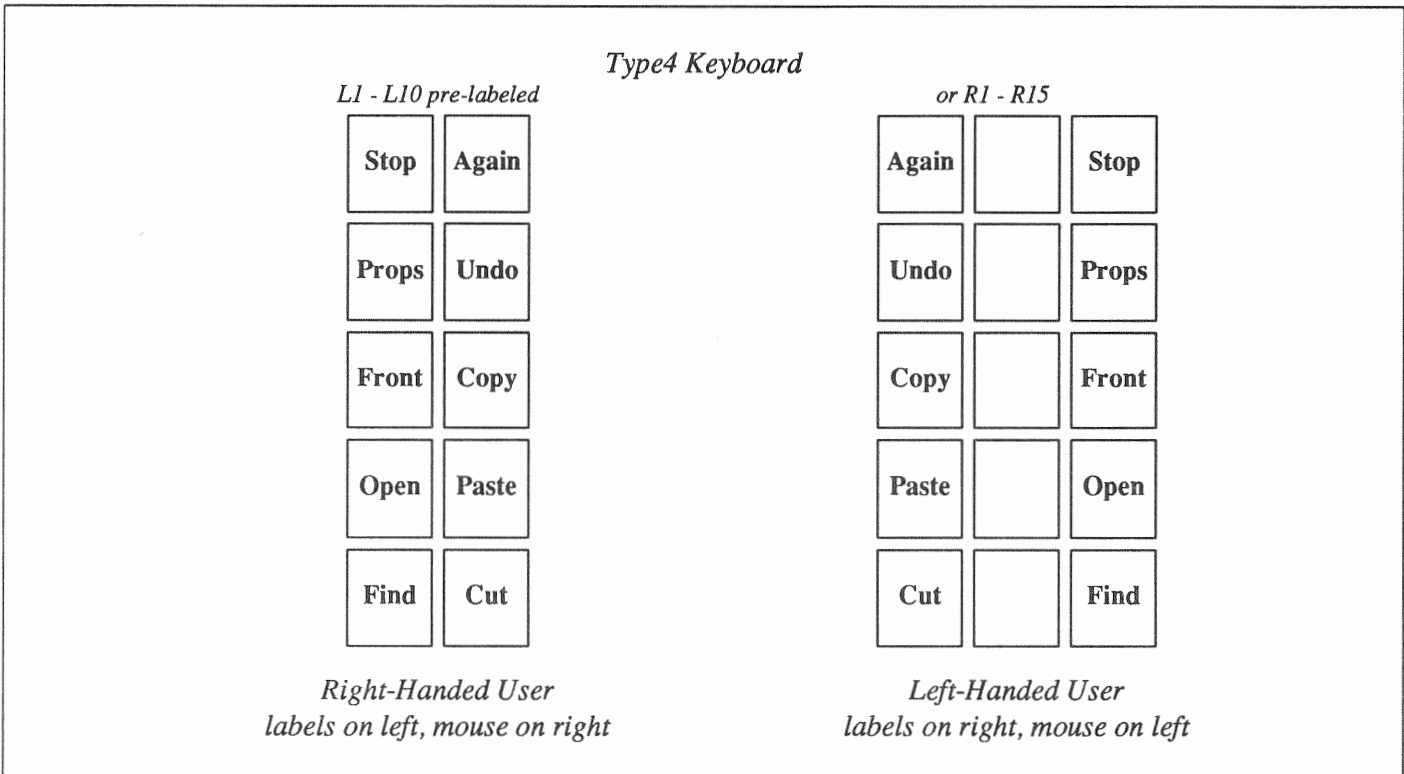 Type4 Keyboard
L1 - L10 pre-labeled
or R1 - R15
Stop Again
Again Stop
Props Undo
Undo Props
Front Copy
Copy Front
Open Paste
Paste Open
Find Cut
Cut Find
Right-Handed User
labels on left, mouse on right
Left-Handed User
labels on right, mouse on left